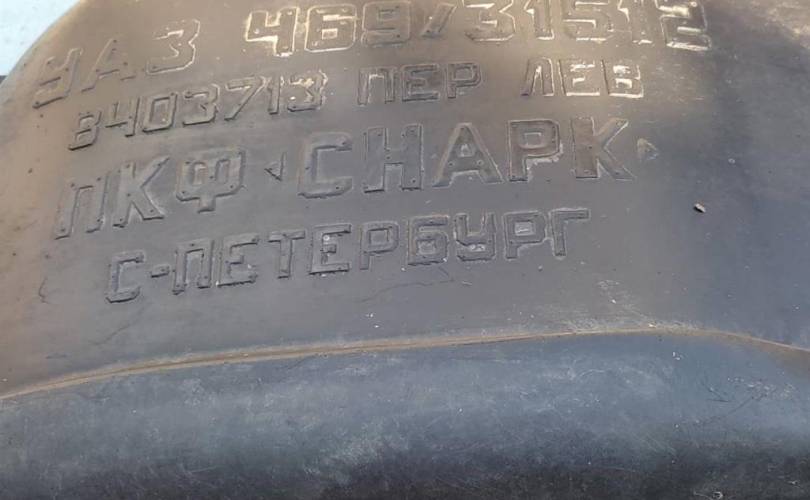 УАЗ 469/31512
8403713 ПЕР ЛЕВ
ПКФ ◁СНАРК▷
С-ПЕТЕРБУРГ